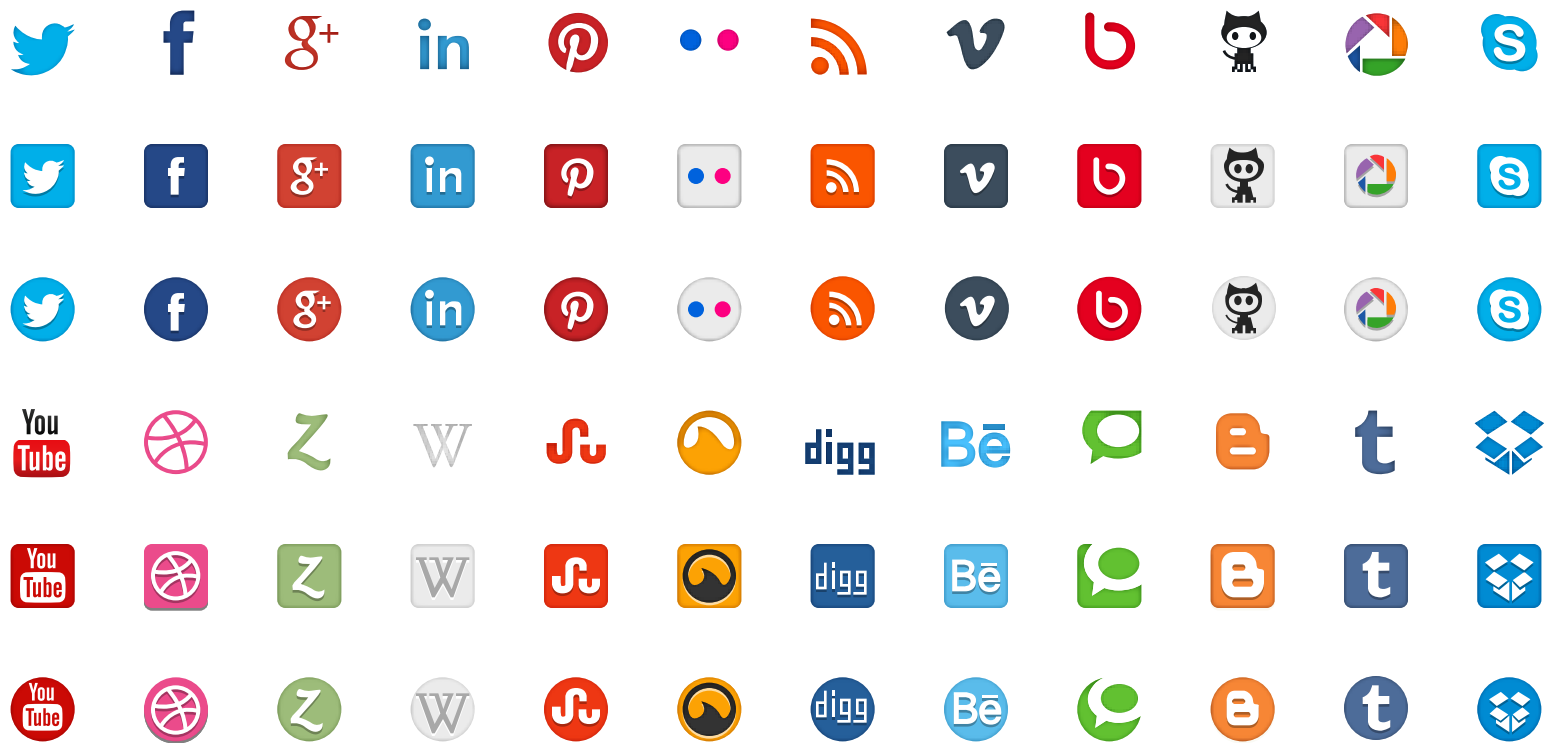 f g+ in p v b S
f g+ in p v b S
f g+ in p v b S
You
Tube Z W digg Bē B t
You
Tube Z W digg Bē B t
You
Tube Z W digg Bē B t